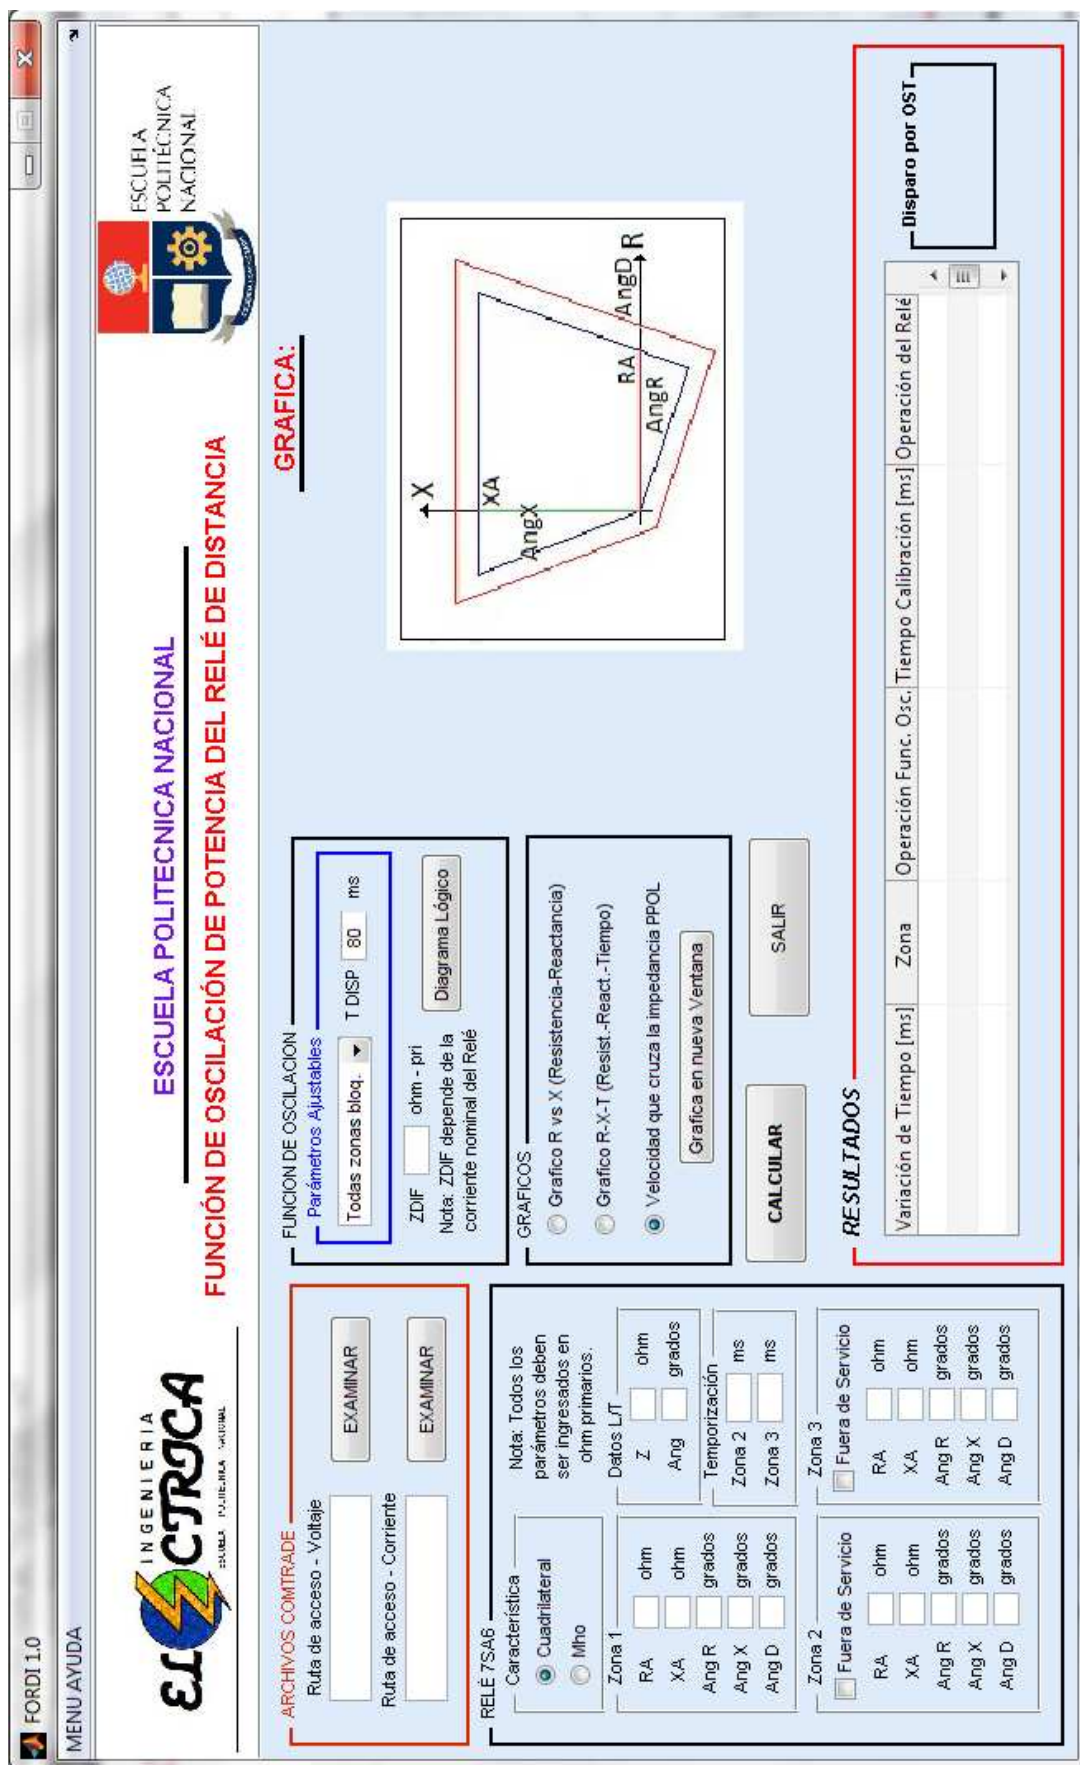 FORDI 1.0
MENU AYUDA
INGENIERIA
ELéCTRICA
ESCUELA POLITÉCNICA NACIONAL
ESCUELA POLITECNICA NACIONAL
FUNCIÓN DE OSCILACIÓN DE POTENCIA DEL RELÉ DE DISTANCIA
ESCUELA
POLITÉCNICA
NACIONAL
ARCHIVOS COMTRADE
Ruta de acceso - Voltaje
EXAMINAR
Ruta de acceso - Corriente
EXAMINAR
RELÉ 7SA6
Característica
Cuadrilateral
Mho
Nota: Todos los
parámetros deben
ser ingresados en
ohm primarios.
Datos L/T
Z ohm
Ang grados
Temporización
Zona 2 ms
Zona 3 ms
Zona 1
RA ohm
XA ohm
Ang R grados
Ang X grados
Ang D grados
Zona 2
Fuera de Servicio
RA ohm
XA ohm
Ang R grados
Ang X grados
Ang D grados
Zona 3
Fuera de Servicio
RA ohm
XA ohm
Ang R grados
Ang X grados
Ang D grados
FUNCION DE OSCILACION
Parámetros Ajustables
Todas zonas bloq. T DISP 80 ms
ZDIF ohm - pri
Nota: ZDIF depende de la
corriente nominal del Relé
Diagrama Lógico
GRAFICOS
Grafico R vs X (Resistencia-Reactancia)
Grafico R-X-T (Resist.-React.-Tiempo)
Velocidad que cruza la impedancia PPOL
Grafica en nueva Ventana
CALCULAR
SALIR
GRAFICA:
X
XA
AngX
RA
AngR
AngD
R
RESULTADOS
Variación de Tiempo [ms] Zona Operación Func. Osc. Tiempo Calibración [ms] Operación del Relé
Disparo por OST